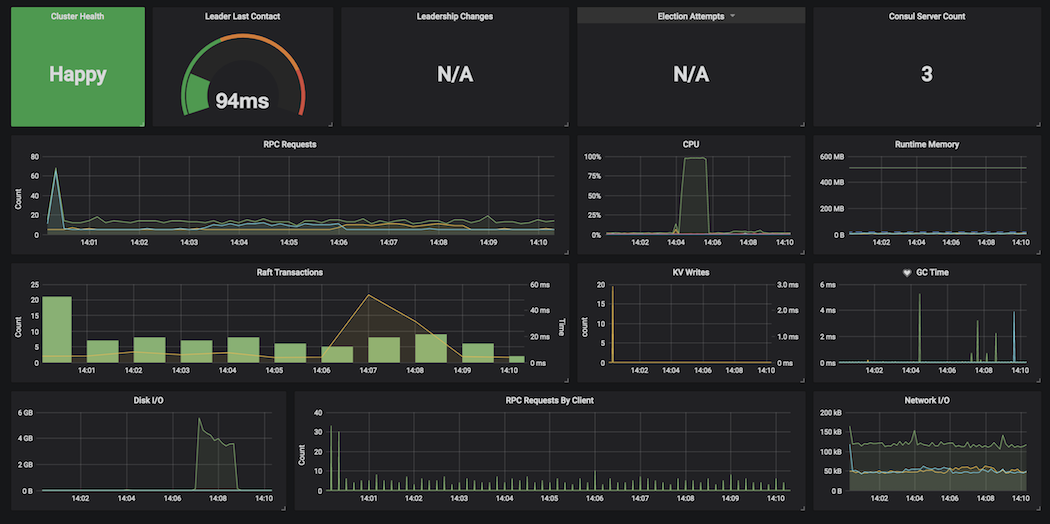 Cluster Health
Leader Last Contact
Leadership Changes
Election Attempts
Consul Server Count
Happy
94ms
N/A
N/A
3
RPC Requests
80
60
40
20
0
Count
14:01 14:02 14:03 14:04 14:05 14:06 14:07 14:08 14:09 14:10
CPU
100%
75%
50%
25%
0%
14:02 14:04 14:06 14:08 14:10
Runtime Memory
600 MB
400 MB
200 MB
0 B
14:02 14:04 14:06 14:08 14:10
Raft Transactions
25
20
15
10
5
0
Count
60 ms
40 ms
20 ms
0 ms
Time
14:01 14:02 14:03 14:04 14:05 14:06 14:07 14:08 14:09 14:10
KV Writes
20
15
10
5
0
count
3.0 ms
2.0 ms
1.0 ms
0 ms
14:02 14:04 14:06 14:08 14:10
GC Time
6 ms
4 ms
2 ms
0 ms
14:02 14:04 14:06 14:08 14:10
Disk I/O
6 GB
4 GB
2 GB
0 B
14:02 14:04 14:06 14:08 14:10
RPC Requests By Client
40
30
20
10
0
Count
14:01 14:02 14:03 14:04 14:05 14:06 14:07 14:08 14:09 14:10
Network I/O
200 kB
150 kB
100 kB
50 kB
0 B
14:02 14:04 14:06 14:08 14:10